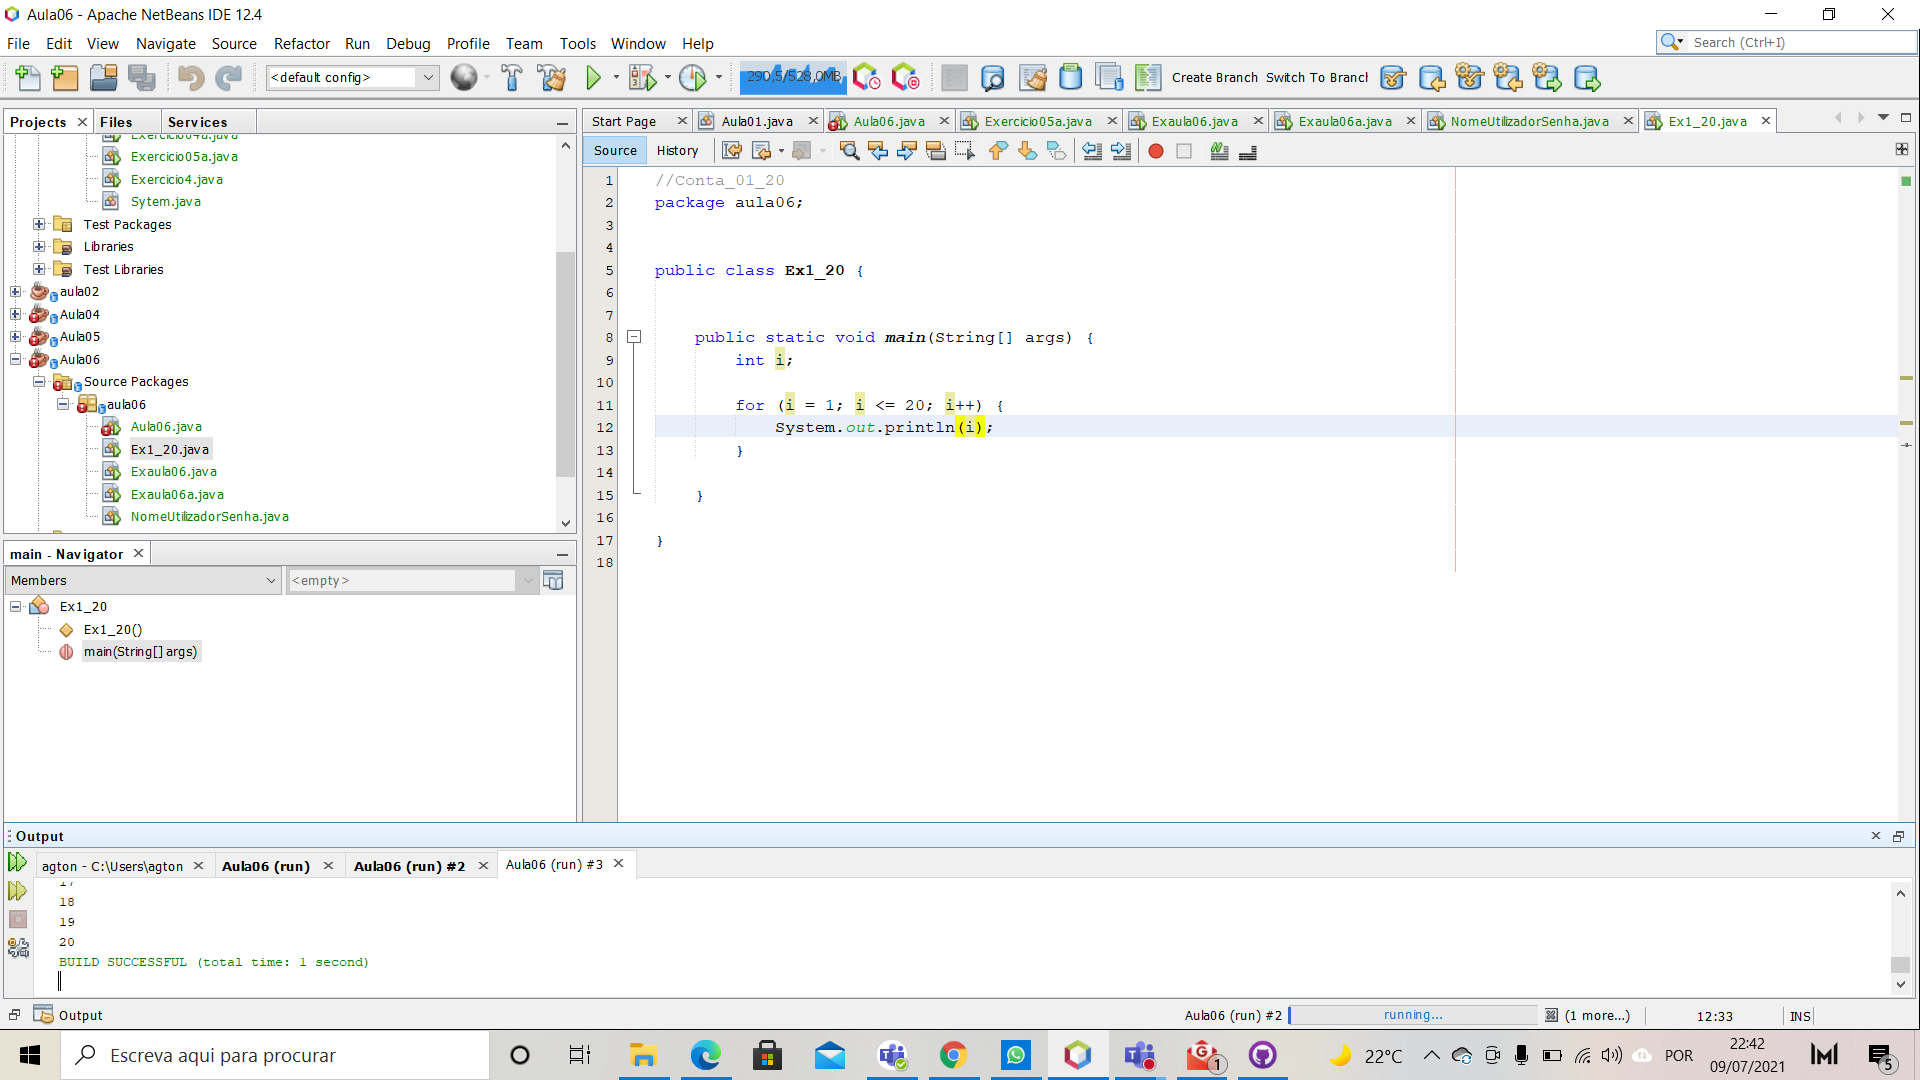 Aula06 - Apache NetBeans IDE 12.4
File Edit View Navigate Source Refactor Run Debug Profile Team Tools Window Help
Search (Ctrl+I)
<default config>
290,5/528,0MB
Create Branch Switch To Branch
Projects Files Services
Exercicio04a.java
Exercicio05a.java
Exercicio4.java
Sytem.java
Test Packages
Libraries
Test Libraries
aula02
Aula04
Aula05
Aula06
Source Packages
aula06
Aula06.java
Ex1_20.java
Exaula06.java
Exaula06a.java
NomeUtilizadorSenha.java
main - Navigator
Members <empty>
Ex1_20
Ex1_20()
main(String[] args)
Start Page Aula01.java Aula06.java Exercicio05a.java Exaula06.java Exaula06a.java NomeUtilizadorSenha.java Ex1_20.java
Source History
1 //Conta_01_20
2 package aula06;
3
4
5 public class Ex1_20 {
6
7
8 public static void main(String[] args) {
9 int i;
10
11 for (i = 1; i <= 20; i++) {
12 System.out.println(i);
13 }
14
15 }
16
17 }
18
Output
agton - C:\Users\agton Aula06 (run) Aula06 (run) #2 Aula06 (run) #3
17
18
19
20
BUILD SUCCESSFUL (total time: 1 second)
Output
Aula06 (run) #2 running... (1 more...) 12:33 INS
Escreva aqui para procurar
1
22°C
POR
22:42
09/07/2021
5